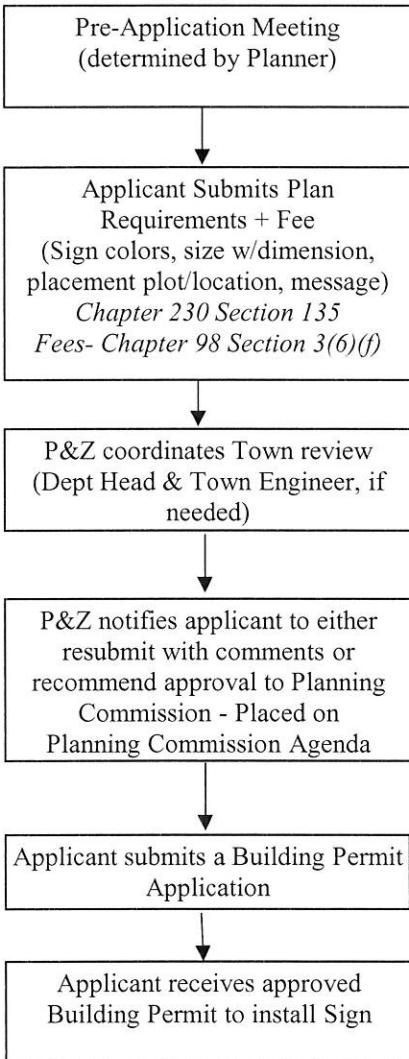 Pre-Application Meeting
(determined by Planner)
Applicant Submits Plan
Requirements + Fee
(Sign colors, size w/dimension,
placement plot/location, message)
Chapter 230 Section 135
Fees- Chapter 98 Section 3(6)(f)
P&Z coordinates Town review
(Dept Head & Town Engineer, if
needed)
P&Z notifies applicant to either
resubmit with comments or
recommend approval to Planning
Commission - Placed on
Planning Commission Agenda
Applicant submits a Building Permit
Application
Applicant receives approved
Building Permit to install Sign